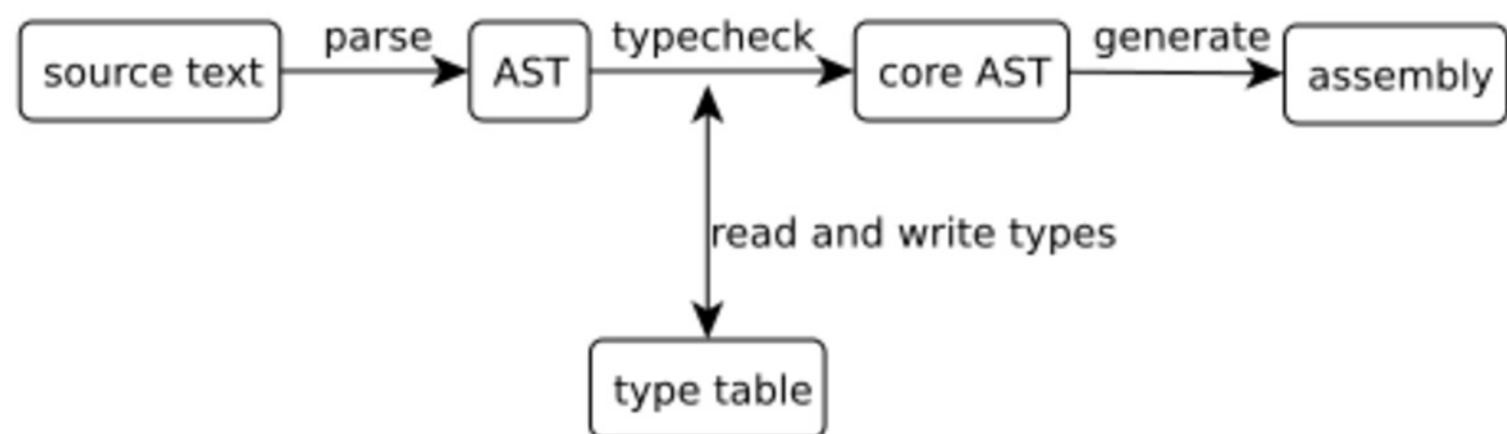 parse
typecheck
generate
source text
AST
core AST
assembly
read and write types
type table